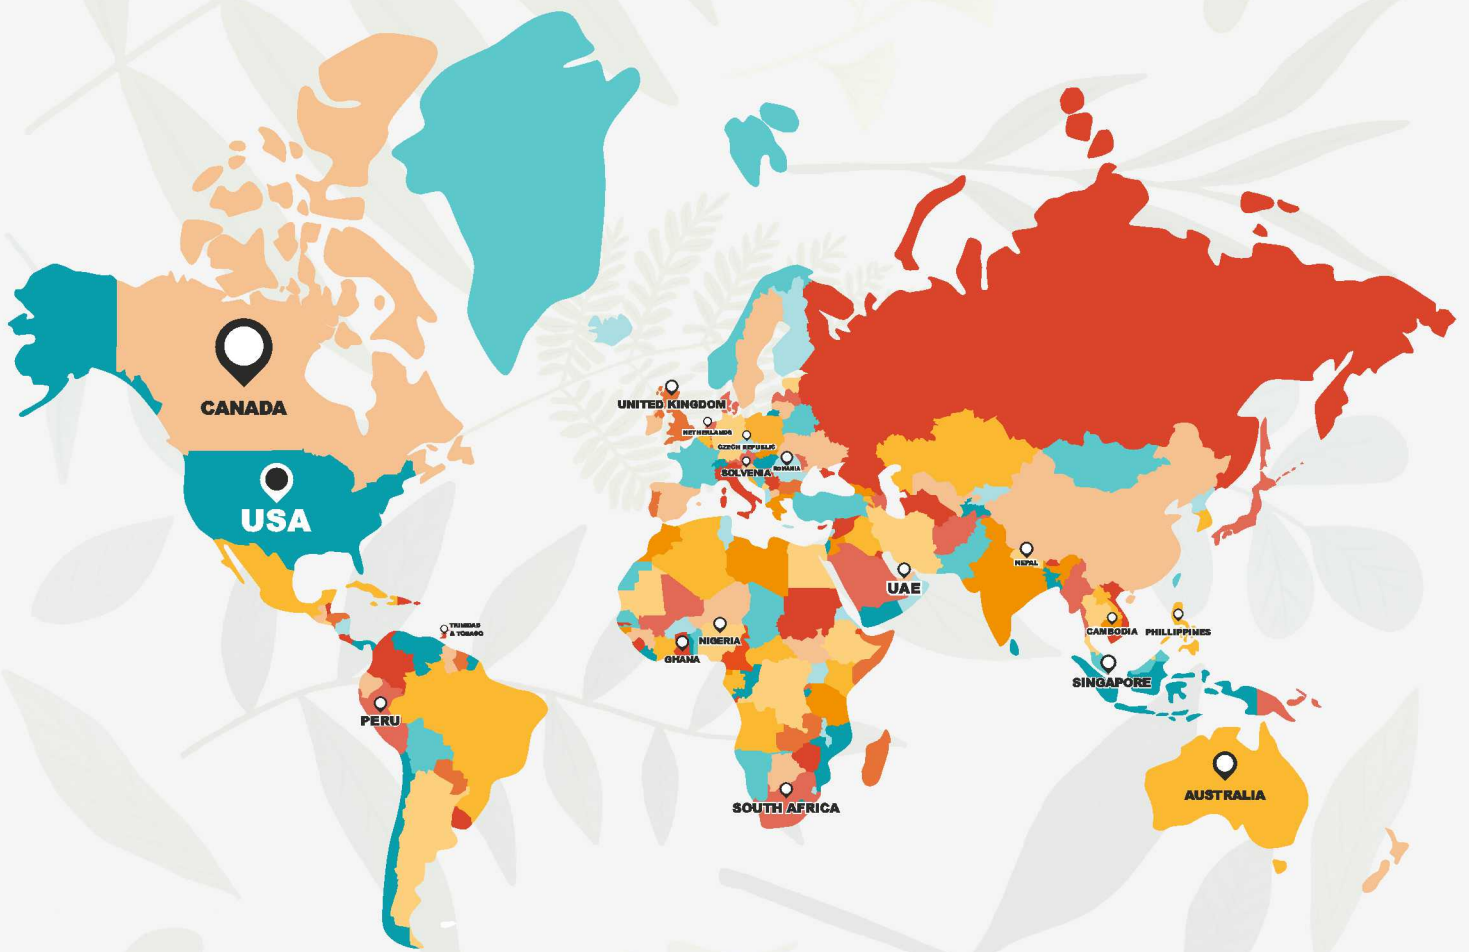 CANADA
USA
UNITED KINGDOM
NETHERLANDS
CZECH REPUBLIC
SOLVENIA
ROMANIA
TRINIDAD
& TOBAGO
PERU
GHANA
NIGERIA
SOUTH AFRICA
UAE
NEPAL
CAMBODIA
PHILLIPPINES
SINGAPORE
AUSTRALIA